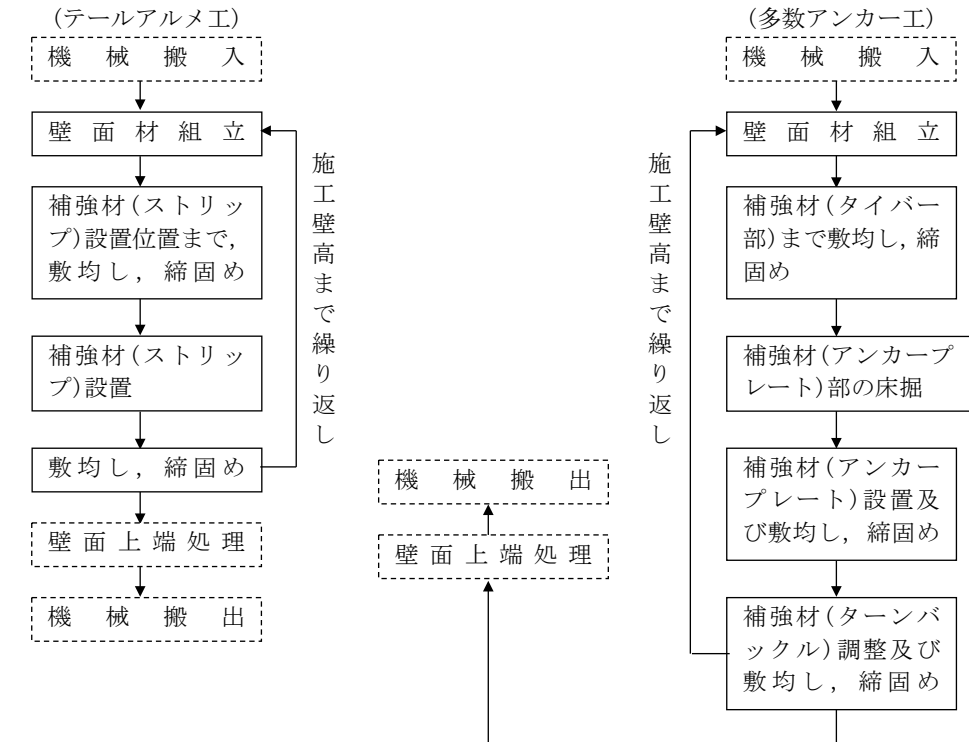 (テールアルメ工)
機械搬入
壁面材組立
補強材(ストリッ
プ)設置位置まで,
敷均し，締固め
補強材(ストリッ
プ)設置
敷均し，締固め
壁面上端処理
機械搬出
施工壁高まで繰り返し
機械搬出
壁面上端処理
(多数アンカー工)
機械搬入
壁面材組立
補強材(タイバー
部)まで敷均し,締
固め
補強材(アンカープ
レート)部の床掘
補強材(アンカー
プレート)設置及
び敷均し，締固め
補強材(ターンバ
ックル)調整及び
敷均し，締固め
施工壁高まで繰り返し